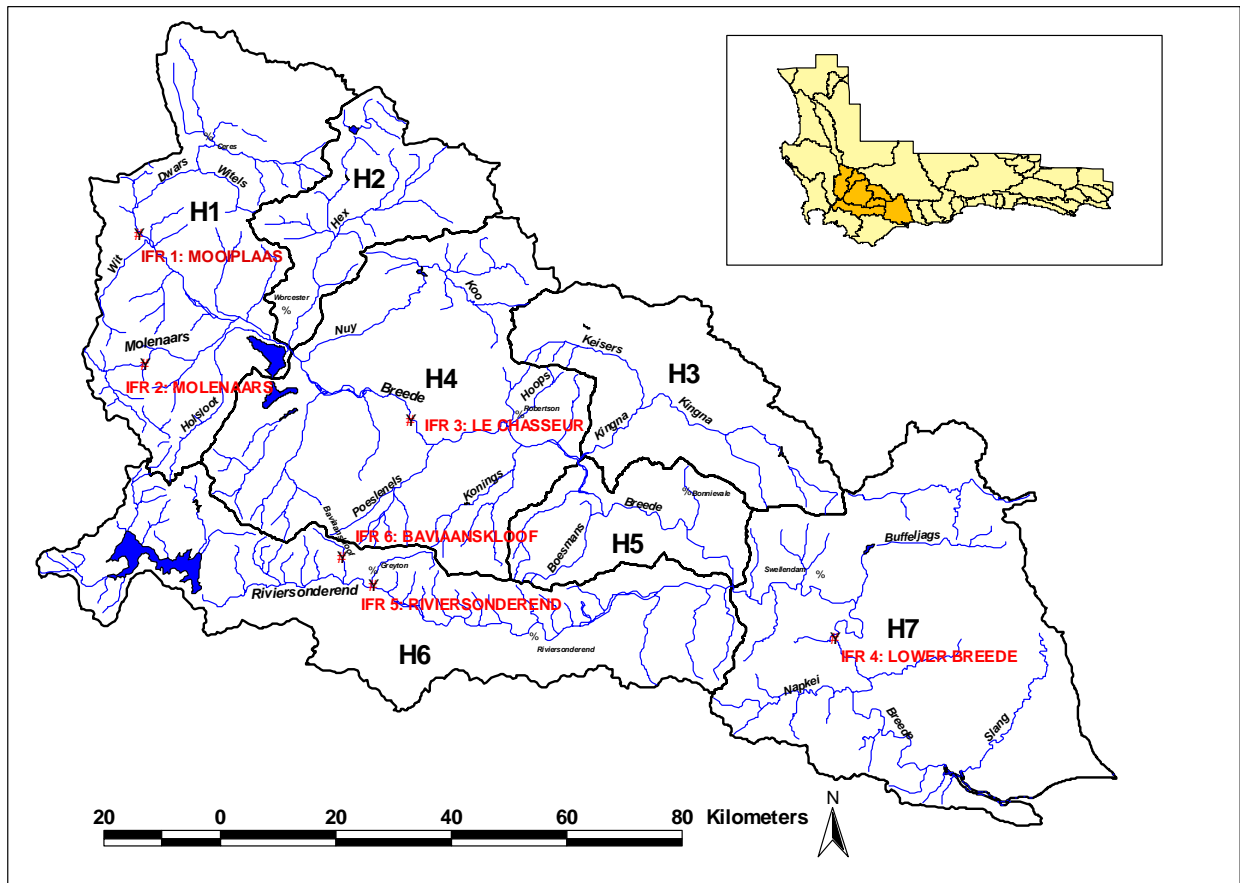 Ceres
Dwars
Witels
H2
H1
Hex
Wit
IFR 1: MOOIPLAAS
Koo
Worcester
Nuy
Molenaars
Keisers
IFR 2: MOLENAARS
H4
Hoops
H3
Breede
Robertson
Kingna
Holsloot
IFR 3: LE CHASSEUR
Kingna
Poeslenels
Konings
Bonnievale
Breede
Baviaanskloof
IFR 6: BAVIAANSKLOOF
Buffeljags
H5
Boesmans
Greyton
Swellendam
Riviersonderend
IFR 5: RIVIERSONDEREND
H7
Riviersonderend
H6
IFR 4: LOWER BREEDE
Napkei
Breede
Slang
20 0 20 40 60 80 Kilometers
N